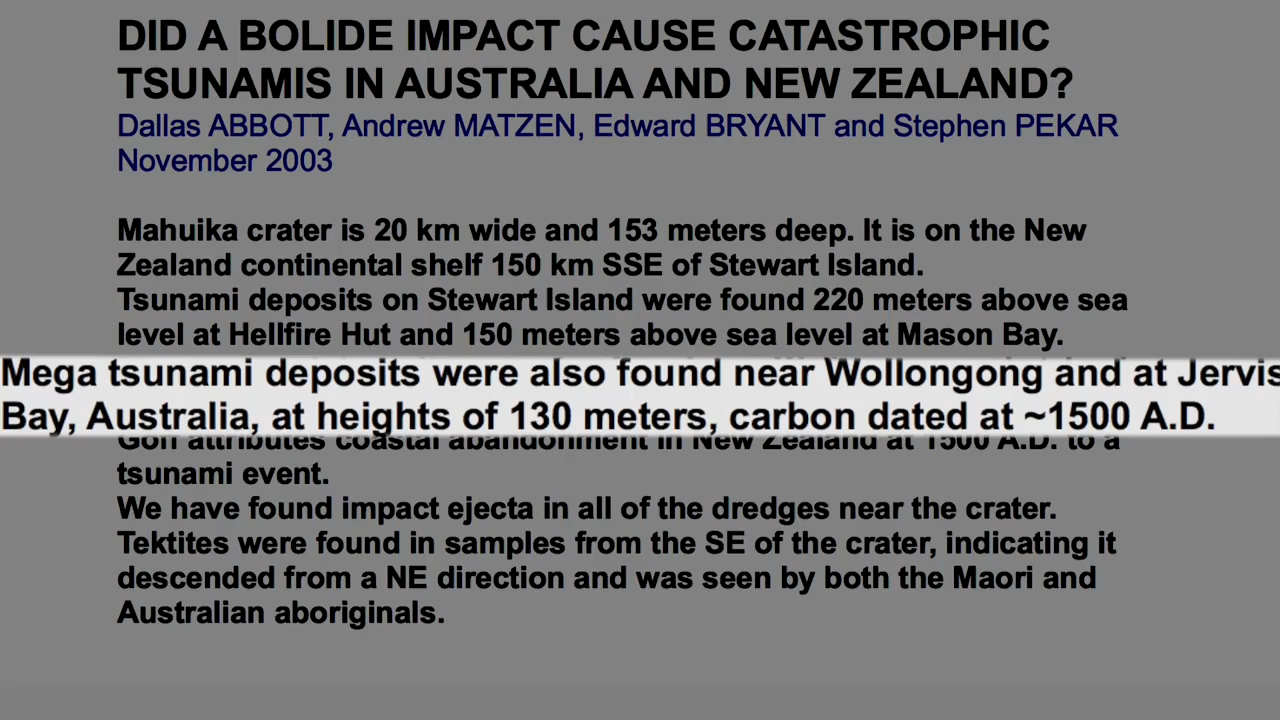 DID A BOLIDE IMPACT CAUSE CATASTROPHIC
TSUNAMIS IN AUSTRALIA AND NEW ZEALAND?
Dallas ABBOTT, Andrew MATZEN, Edward BRYANT and Stephen PEKAR
November 2003
Mahuika crater is 20 km wide and 153 meters deep. It is on the New
Zealand continental shelf 150 km SSE of Stewart Island.
Tsunami deposits on Stewart Island were found 220 meters above sea
level at Hellfire Hut and 150 meters above sea level at Mason Bay.
Mega tsunami deposits were also found near Wollongong and at Jervis
Bay, Australia, at heights of 130 meters, carbon dated at ~1500 A.D.
Goff attributes coastal abandonment in New Zealand at 1500 A.D. to a
tsunami event.
We have found impact ejecta in all of the dredges near the crater.
Tektites were found in samples from the SE of the crater, indicating it
descended from a NE direction and was seen by both the Maori and
Australian aboriginals.